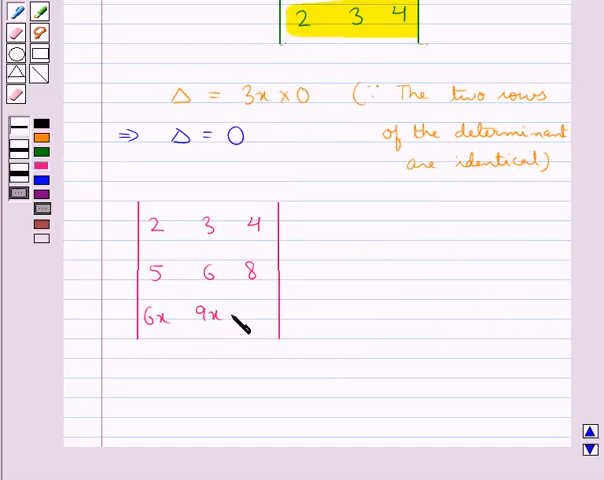 2 3 4
Δ = 3x × 0 (∵ The two rows
⇒ Δ = 0 of the determinant
are identical)
2 3 4
5 6 8
6x 9x